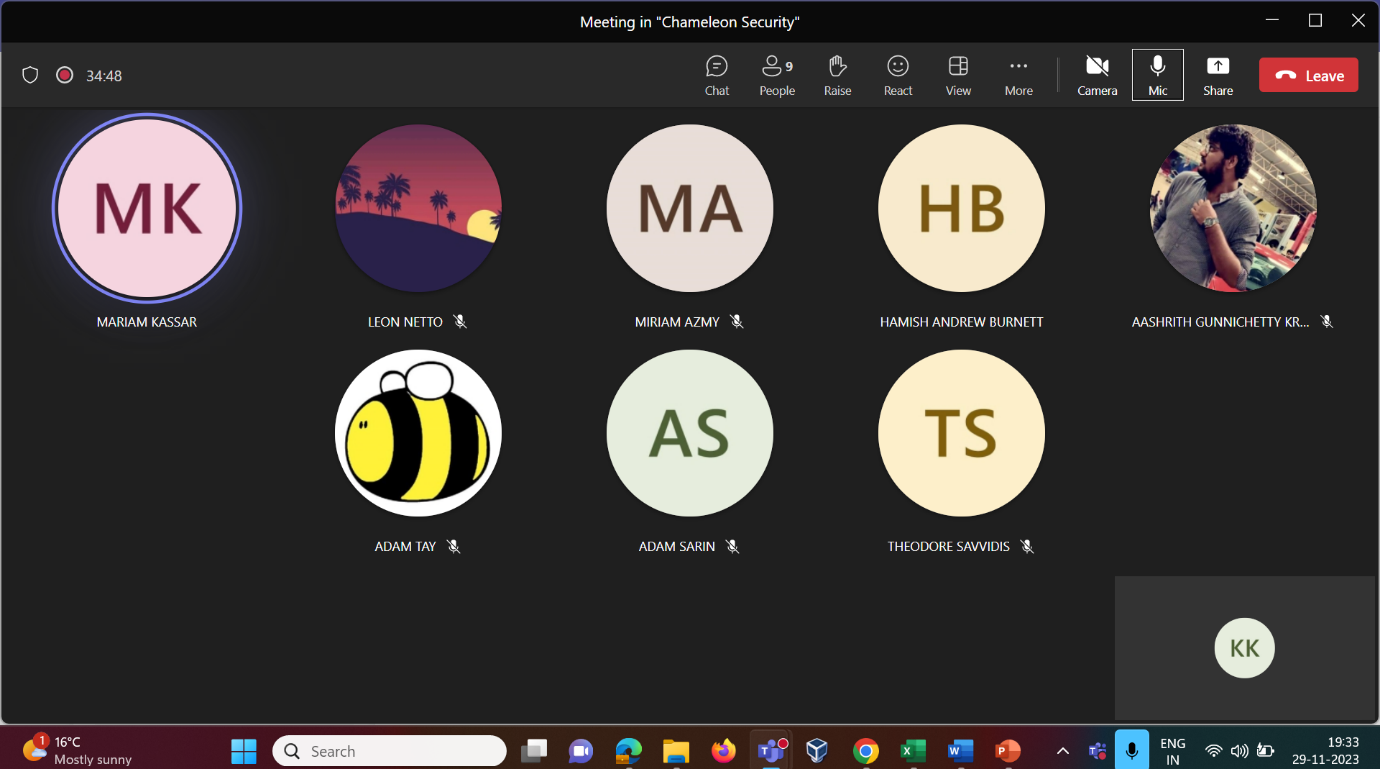 Meeting in "Chameleon Security"
34:48
Chat
People
9
Raise
React
View
More
Camera
Mic
Share
Leave
MK
MA
HB
MARIAM KASSAR
LEON NETTO
MIRIAM AZMY
HAMISH ANDREW BURNETT
AASHRITH GUNNICHETTY KR...
AS
TS
ADAM TAY
ADAM SARIN
THEODORE SAVVIDIS
KK
1
16°C
Mostly sunny
Search
ENG
IN
19:33
29-11-2023